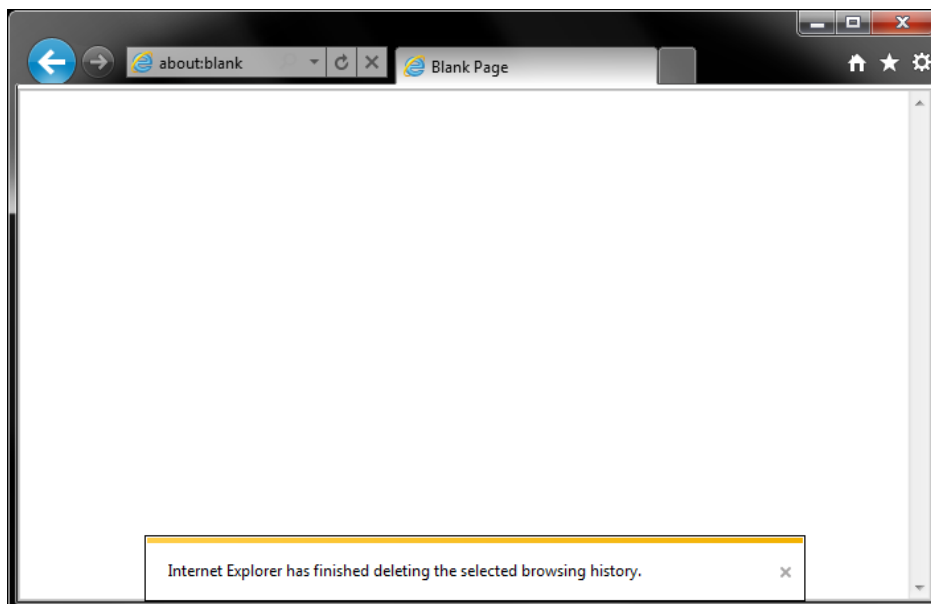 about:blank
Blank Page
Internet Explorer has finished deleting the selected browsing history.